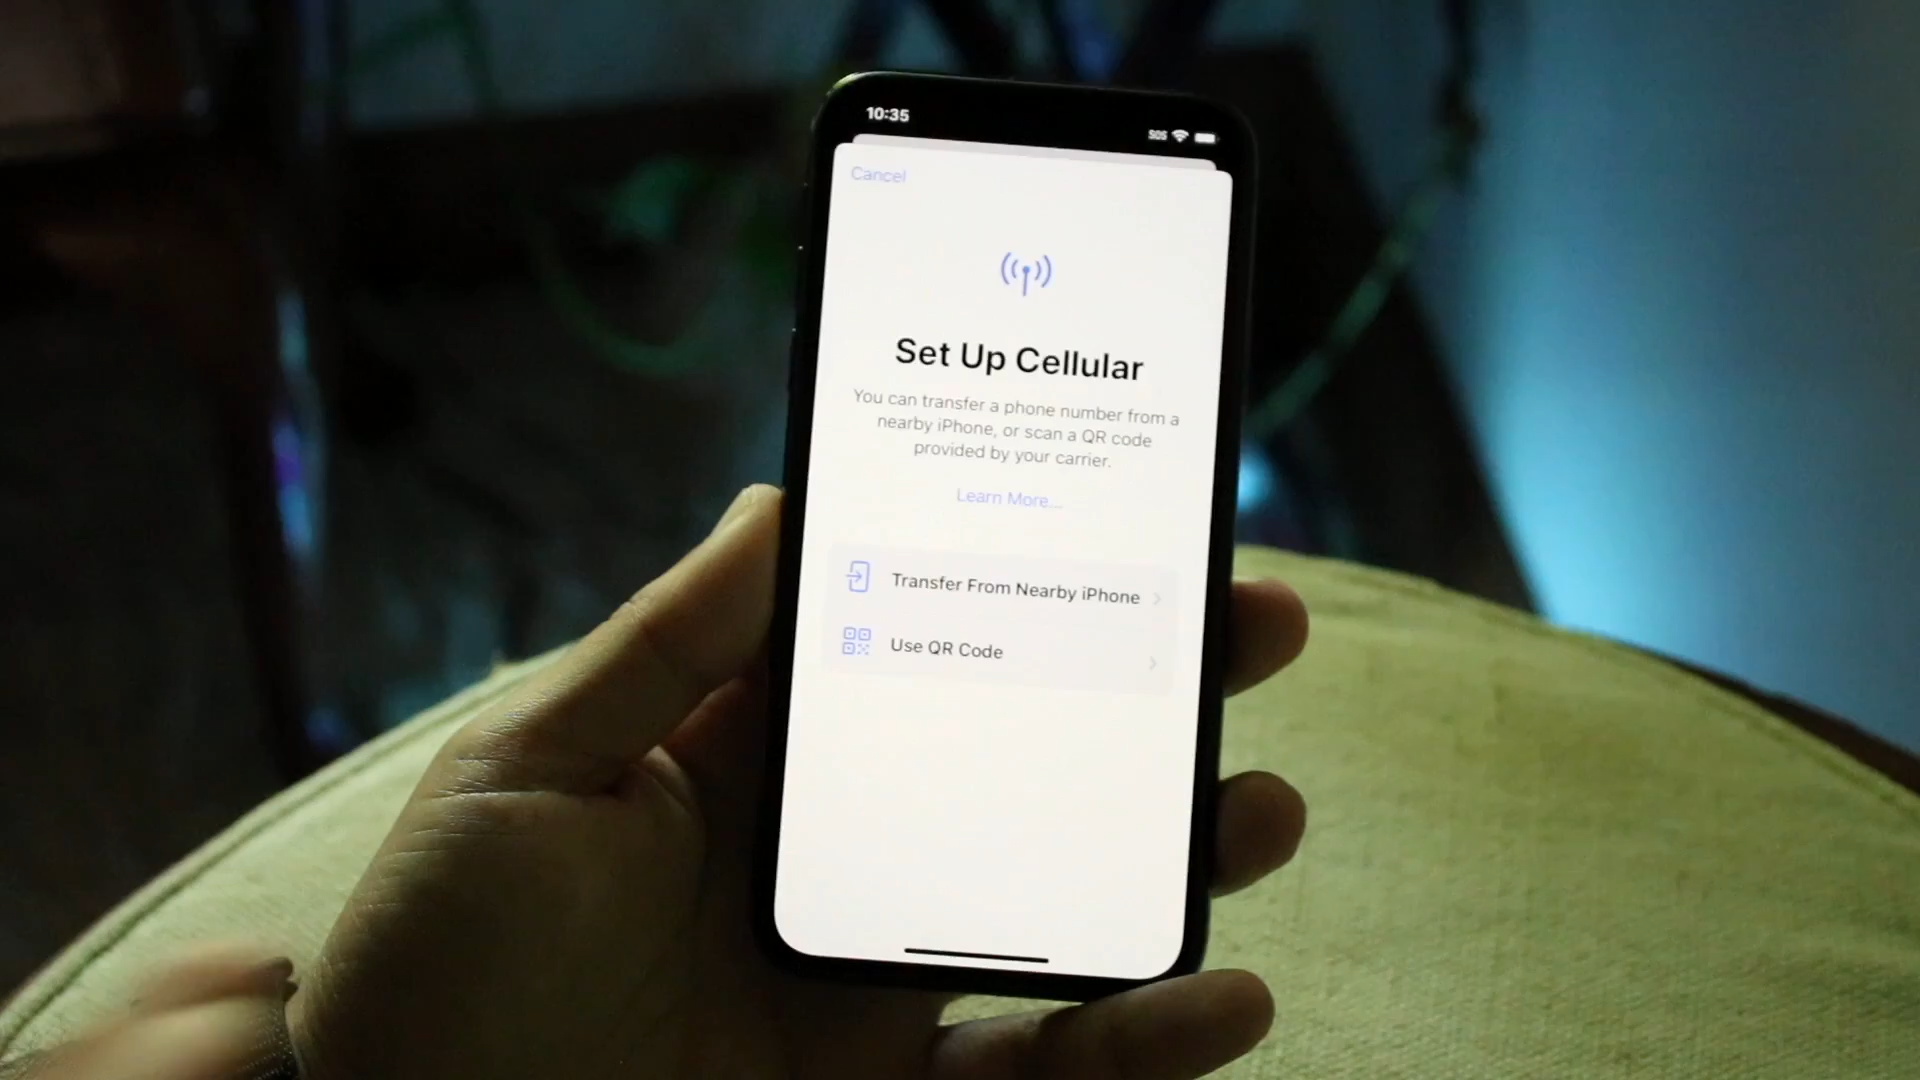 10:35
SOS
Cancel
Set Up Cellular
You can transfer a phone number from a
nearby iPhone, or scan a QR code
provided by your carrier.
Learn More...
Transfer From Nearby iPhone
Use QR Code